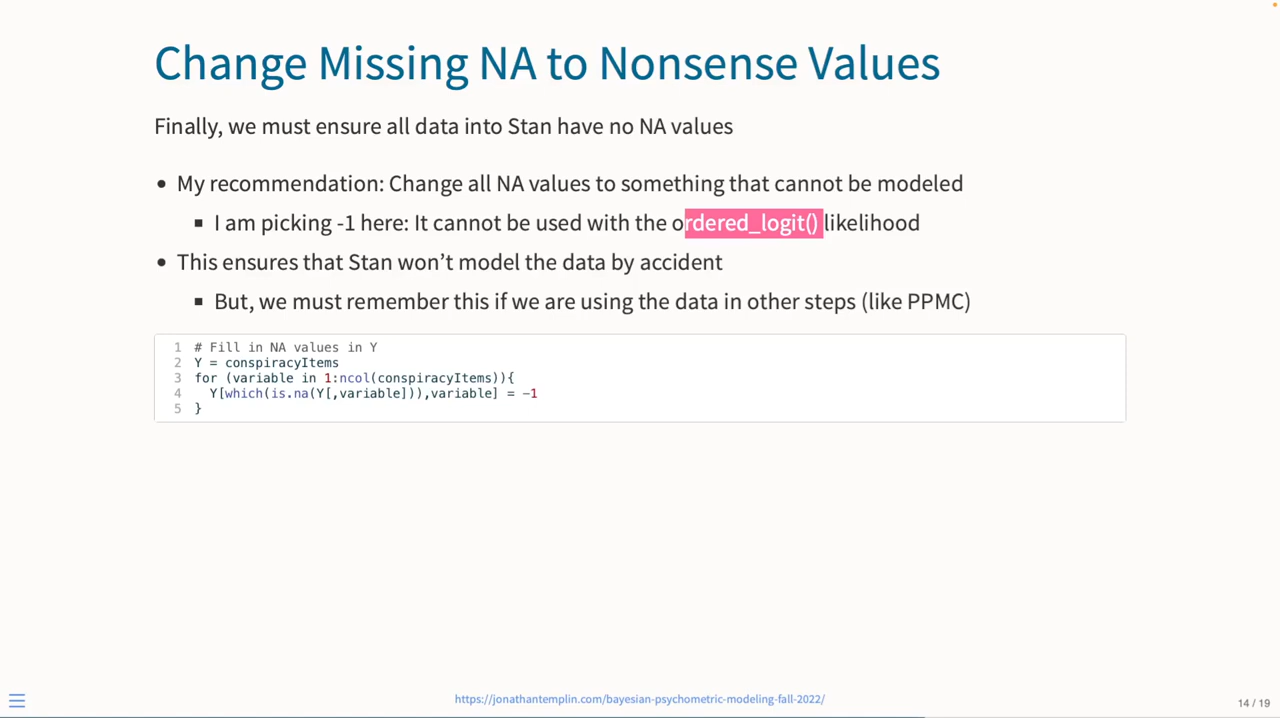 Change Missing NA to Nonsense Values
Finally, we must ensure all data into Stan have no NA values
• My recommendation: Change all NA values to something that cannot be modeled
▪ I am picking -1 here: It cannot be used with the ordered_logit() likelihood
• This ensures that Stan won’t model the data by accident
▪ But, we must remember this if we are using the data in other steps (like PPMC)
1 # Fill in NA values in Y
2 Y = conspiracyItems
3 for (variable in 1:ncol(conspiracyItems)){
4   Y[which(is.na(Y[,variable])),variable] = -1
5 }
https://jonathantemplin.com/bayesian-psychometric-modeling-fall-2022/
14 / 19